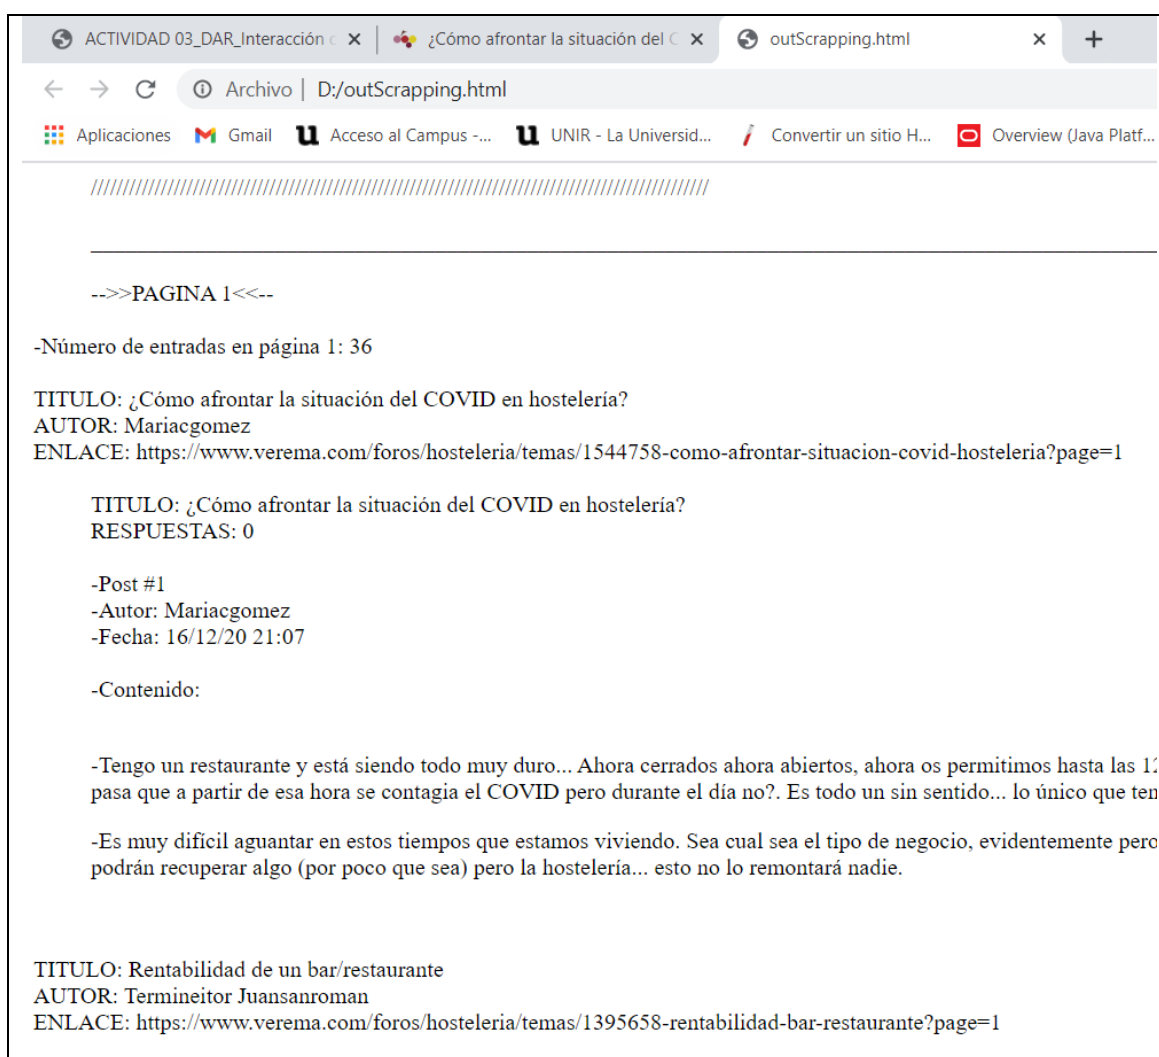 ACTIVIDAD 03_DAR_Interacción c
¿Cómo afrontar la situación del C
outScrapping.html
Archivo | D:/outScrapping.html
Aplicaciones Gmail Acceso al Campus -... UNIR - La Universid... Convertir un sitio H... Overview (Java Platf...
/////////////////////////////////////////////////////////////////////////////////////////////////
-->>PAGINA 1<<--
-Número de entradas en página 1: 36
TITULO: ¿Cómo afrontar la situación del COVID en hostelería?
AUTOR: Mariacgomez
ENLACE: https://www.verema.com/foros/hosteleria/temas/1544758-como-afrontar-situacion-covid-hosteleria?page=1
TITULO: ¿Cómo afrontar la situación del COVID en hostelería?
RESPUESTAS: 0
-Post #1
-Autor: Mariacgomez
-Fecha: 16/12/20 21:07
-Contenido:
-Tengo un restaurante y está siendo todo muy duro... Ahora cerrados ahora abiertos, ahora os permitimos hasta las 12
pasa que a partir de esa hora se contagia el COVID pero durante el día no?. Es todo un sin sentido... lo único que ten
-Es muy difícil aguantar en estos tiempos que estamos viviendo. Sea cual sea el tipo de negocio, evidentemente pero
podrán recuperar algo (por poco que sea) pero la hostelería... esto no lo remontará nadie.
TITULO: Rentabilidad de un bar/restaurante
AUTOR: Termineitor Juansanroman
ENLACE: https://www.verema.com/foros/hosteleria/temas/1395658-rentabilidad-bar-restaurante?page=1